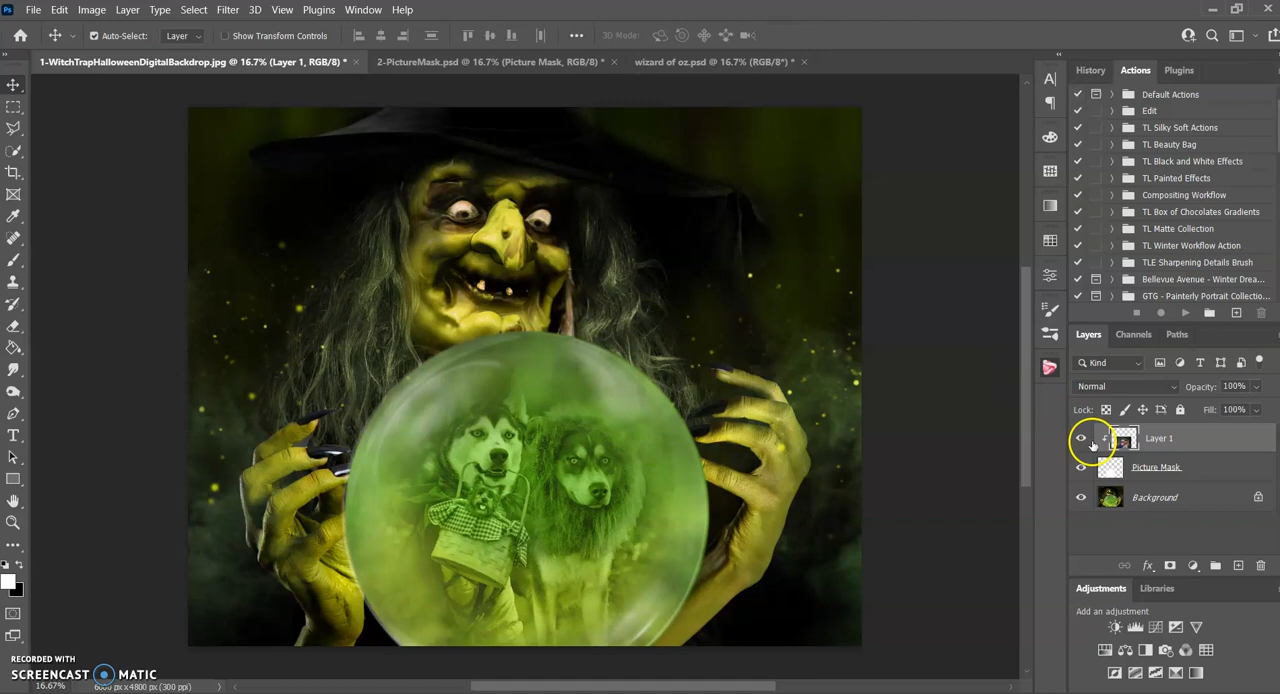 Ps File Edit Image Layer Type Select Filter 3D View Plugins Window Help
Auto-Select: Layer Show Transform Controls 3D Mode:
1-WitchTrapHalloweenDigitalBackdrop.jpg @ 16.7% (Layer 1, RGB/8) * × 2-PictureMask.psd @ 16.7% (Picture Mask, RGB/8) * × wizard of oz.psd @ 16.7% (RGB/8*) * ×
History Actions Plugins
Default Actions
Edit
TL Silky Soft Actions
TL Beauty Bag
TL Black and White Effects
TL Painted Effects
Compositing Workflow
TL Box of Chocolates Gradients
TL Matte Collection
TL Winter Workflow Action
TLE Sharpening Details Brush
Bellevue Avenue - Winter Drea...
GTG - Painterly Portrait Collectio...
Layers Channels Paths
Kind
Normal Opacity: 100%
Lock: Fill: 100%
Layer 1
Picture Mask
Background
Adjustments Libraries
Add an adjustment
RECORDED WITH
SCREENCAST MATIC
16.67% 6000 px x 4800 px (300 ppi)